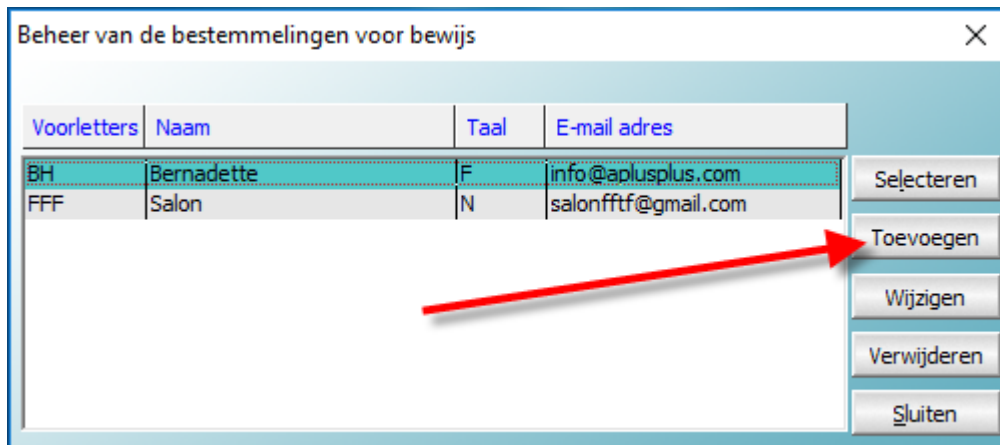 Beheer van de bestemmelingen voor bewijs
Voorletters Naam Taal E-mail adres
BH Bernadette F info@aplusplus.com
FFF Salon N salonfftf@gmail.com
Selecteren
Toevoegen
Wijzigen
Verwijderen
Sluiten